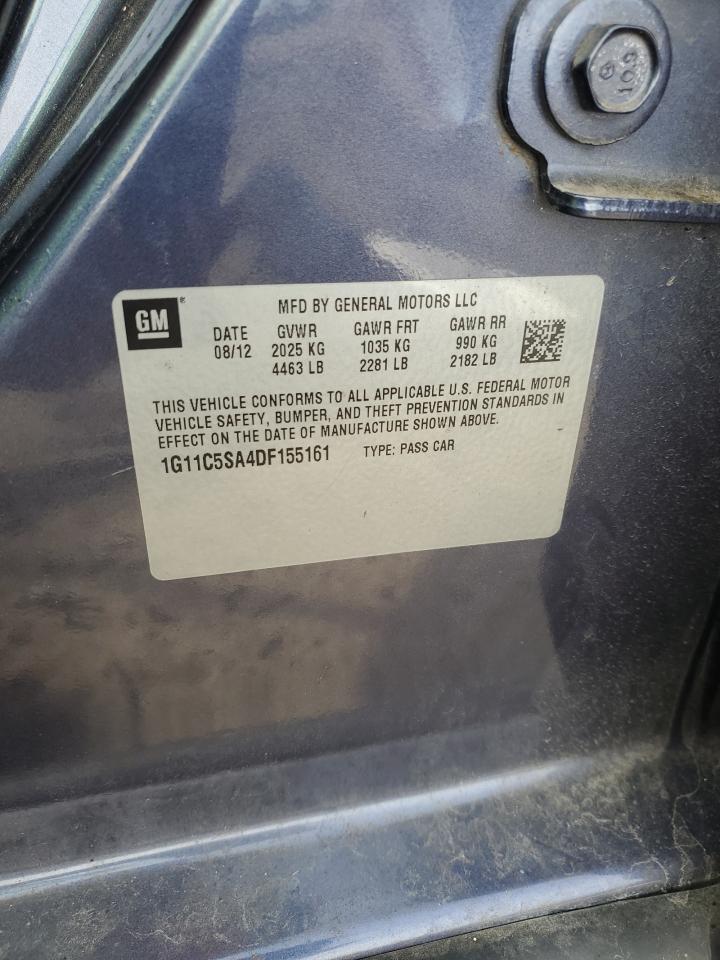 10.9
GM ®
MFD BY GENERAL MOTORS LLC
DATE GVWR GAWR FRT GAWR RR
08/12 2025 KG 1035 KG 990 KG
4463 LB 2281 LB 2182 LB
THIS VEHICLE CONFORMS TO ALL APPLICABLE U.S. FEDERAL MOTOR
VEHICLE SAFETY, BUMPER, AND THEFT PREVENTION STANDARDS IN
EFFECT ON THE DATE OF MANUFACTURE SHOWN ABOVE.
1G11C5SA4DF155161 TYPE: PASS CAR